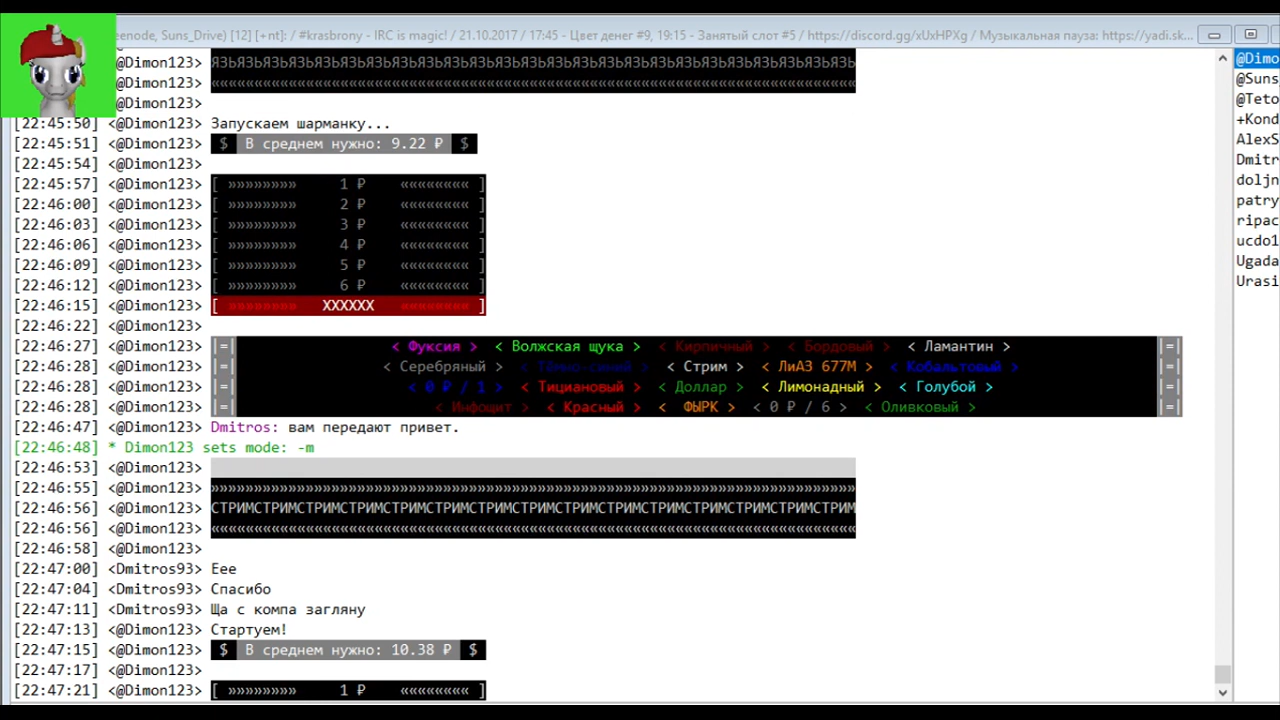 eenode, Suns_Drive) [12] [+nt]: / #krasbrony - IRC is magic! / 21.10.2017 / 17:45 - Цвет денег #9, 19:15 - Занятый слот #5 / https://discord.gg/xUxHPXg / Музыкальная пауза: https://yadi.sk...
<@Dimon123> ЯЗЬЯЗЬЯЗЬЯЗЬЯЗЬЯЗЬЯЗЬЯЗЬЯЗЬЯЗЬЯЗЬЯЗЬЯЗЬЯЗЬЯЗЬЯЗЬЯЗЬЯЗЬЯЗЬЯЗЬЯЗЬЯЗЬЯЗЬЯЗЬЯЗЬ
<@Dimon123> «««««««««««««««««««««««««««««««««««««««««««««««««««««««««««««««««««««««««««
<@Dimon123>
[22:45:50] <@Dimon123> Запускаем шарманку...
[22:45:51] <@Dimon123> $ В среднем нужно: 9.22 ₽ $
[22:45:54] <@Dimon123>
[22:45:57] <@Dimon123> [ »»»»»»»» 1 ₽ «««««««« ]
[22:46:00] <@Dimon123> [ »»»»»»»» 2 ₽ «««««««« ]
[22:46:03] <@Dimon123> [ »»»»»»»» 3 ₽ «««««««« ]
[22:46:06] <@Dimon123> [ »»»»»»»» 4 ₽ «««««««« ]
[22:46:09] <@Dimon123> [ »»»»»»»» 5 ₽ «««««««« ]
[22:46:12] <@Dimon123> [ »»»»»»»» 6 ₽ «««««««« ]
[22:46:15] <@Dimon123> [ »»»»»»»» XXXXXX «««««««« ]
[22:46:22] <@Dimon123>
[22:46:27] <@Dimon123> |=| < Фуксия > < Волжская щука > < Кирпичный > < Бордовый > < Ламантин > |=|
[22:46:28] <@Dimon123> |=| < Серебряный > < Тёмно-синий > < Стрим > < ЛиАЗ 677М > < Кобальтовый > |=|
[22:46:28] <@Dimon123> |=| < 0 ₽ / 1 > < Тициановый > < Доллар > < Лимонадный > < Голубой > |=|
[22:46:28] <@Dimon123> |=| < Инфоцит > < Красный > < ФЫРК > < 0 ₽ / 6 > < Оливковый > |=|
[22:46:47] <@Dimon123> Dmitros: вам передают привет.
[22:46:48] * Dimon123 sets mode: -m
[22:46:53] <@Dimon123>
[22:46:55] <@Dimon123> »»»»»»»»»»»»»»»»»»»»»»»»»»»»»»»»»»»»»»»»»»»»»»»»»»»»»»»»»»»»»»»»»»»»»»»»»»»
[22:46:56] <@Dimon123> СТРИМСТРИМСТРИМСТРИМСТРИМСТРИМСТРИМСТРИМСТРИМСТРИМСТРИМСТРИМСТРИМСТРИМСТРИМ
[22:46:56] <@Dimon123> «««««««««««««««««««««««««««««««««««««««««««««««««««««««««««««««««««««««««««
[22:46:58] <@Dimon123>
[22:47:00] <Dmitros93> Еее
[22:47:04] <Dmitros93> Спасибо
[22:47:11] <Dmitros93> Ща с компа загляну
[22:47:13] <@Dimon123> Стартуем!
[22:47:15] <@Dimon123> $ В среднем нужно: 10.38 ₽ $
[22:47:17] <@Dimon123>
[22:47:21] <@Dimon123> [ »»»»»»»» 1 ₽ «««««««« ]
@Dimo
@Suns
@Teto
+Kond
AlexS
Dmitr
doljn
patry
ripac
ucdo1
Ugada
Urasi